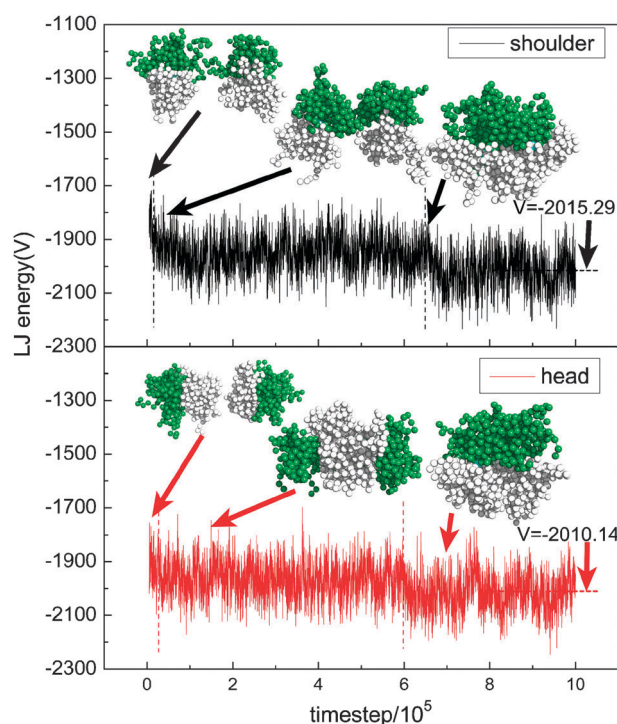 -1100
shoulder
-1300
-1500
-1700
V=-2015.29
-1900
-2100
-2300
LJ energy(V)
head
-1300
-1500
-1700
V=-2010.14
-1900
-2100
-2300
0 2 4 6 8 10
timestep/10⁵